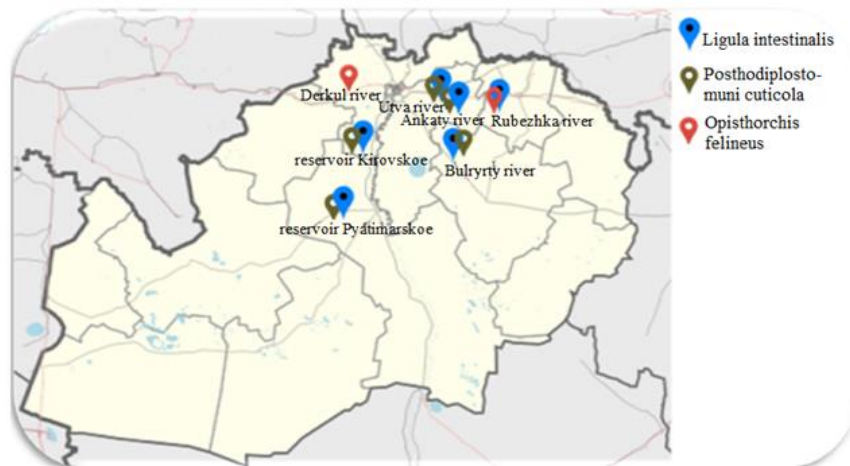 Ligula intestinalis
Posthodiplosto-
muni cuticola
Opisthorchis
felineus
Derkul river
Utva river
Ankaty river
Rubezhka river
reservoir Kirovskoe
Bulryrty river
reservoir Pyatimarskoe